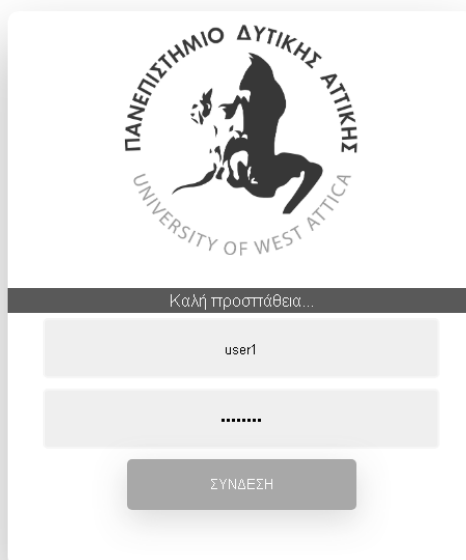 ΠΑΝΕΠΙΣΤΗΜΙΟ ΔΥΤΙΚΗΣ ΑΤΤΙΚΗΣ
UNIVERSITY OF WEST ATTICA
Καλή προσπάθεια...
user1
ΣΥΝΔΕΣΗ